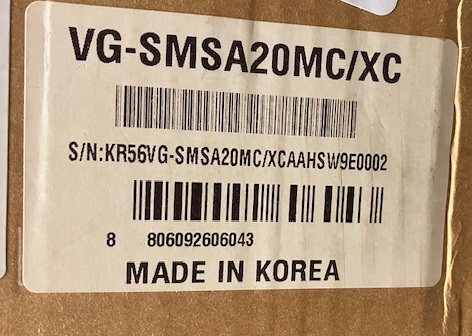 VG-SMSA20MC/XC
S/N:KR56VG-SMSA20MC/XCAAHSW9E0002
8 806092606043
MADE IN KOREA